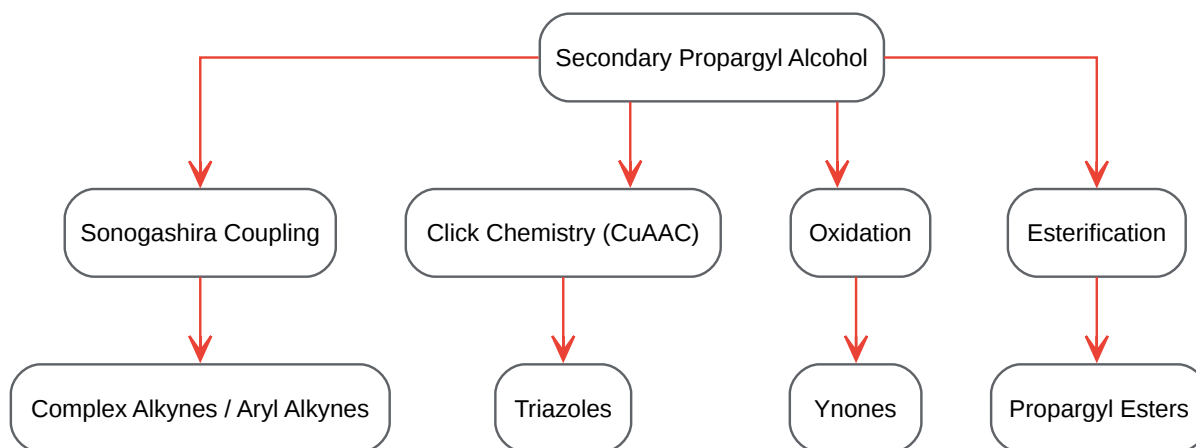 Secondary Propargyl Alcohol
Sonogashira Coupling
Click Chemistry (CuAAC)
Oxidation
Esterification
Complex Alkynes / Aryl Alkynes
Triazoles
Ynones
Propargyl Esters